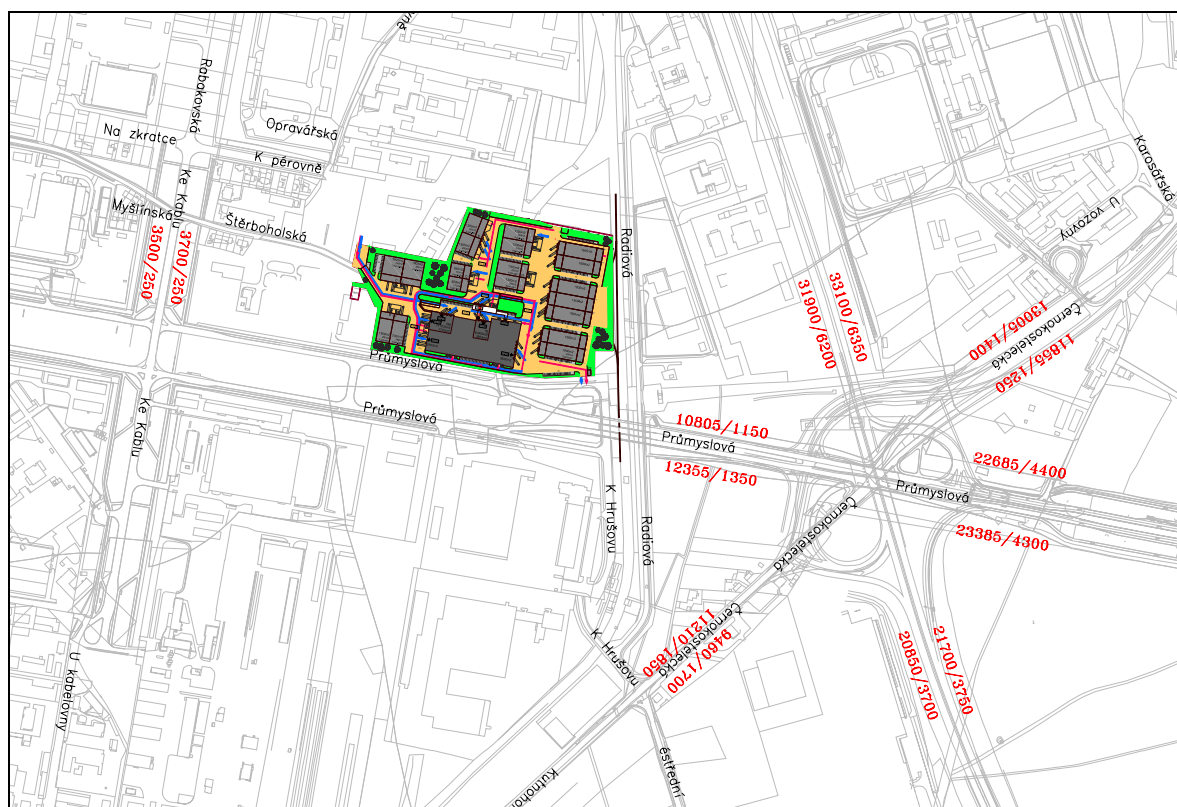 Rabakovská
Na zkratce
Opravářská
K pérovně
Ke Kablu
Myšlínská
Štěrboholská
3500/250
3700/250
Radiová
Karosářská
U vozovny
33100/6350
31900/6200
Černokostelecká
13005/1400
11855/1250
Průmyslová
Průmyslová
Ke Kablu
10805/1150
Průmyslová
12355/1350
22685/4400
Průmyslová
23385/4300
K Hrušovu
Radiová
Černokostelecká
Černokostelecká
11210/1850
9460/1700
K Hrušovu
21700/3750
20850/3700
U kabelovny
Kutnoho
éstřední